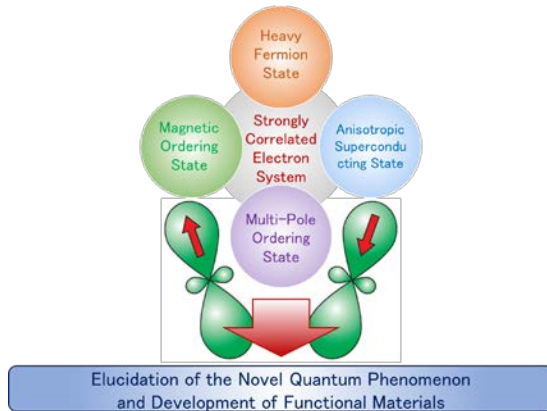 Heavy
Fermion
State
Magnetic
Ordering
State
Strongly
Correlated
Electron
System
Anisotropic
Supercondu
cting State
Multi-Pole
Ordering
State
Elucidation of the Novel Quantum Phenomenon
and Development of Functional Materials